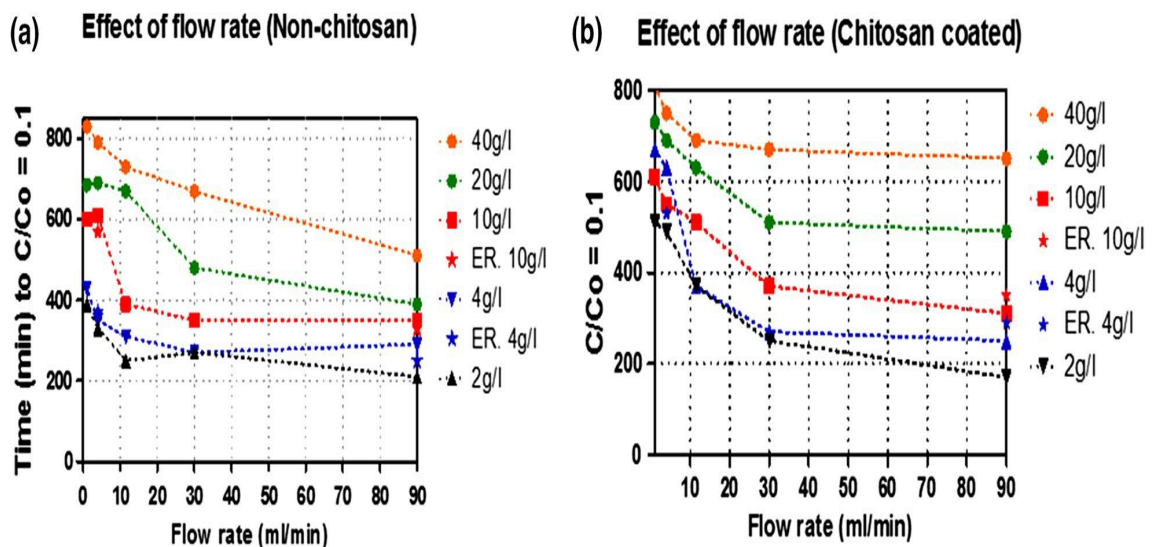 (a) Effect of flow rate (Non-chitosan)
Time (min) to C/Co = 0.1
800
600
400
200
0
0 10 20 30 40 50 60 70 80 90
Flow rate (ml/min)
40g/l
20g/l
10g/l
ER. 10g/l
4g/l
ER. 4g/l
2g/l
(b) Effect of flow rate (Chitosan coated)
C/Co = 0.1
800
600
400
200
0
10 20 30 40 50 60 70 80 90
Flow rate (ml/min)
40g/l
20g/l
10g/l
ER. 10g/l
4g/l
ER. 4g/l
2g/l